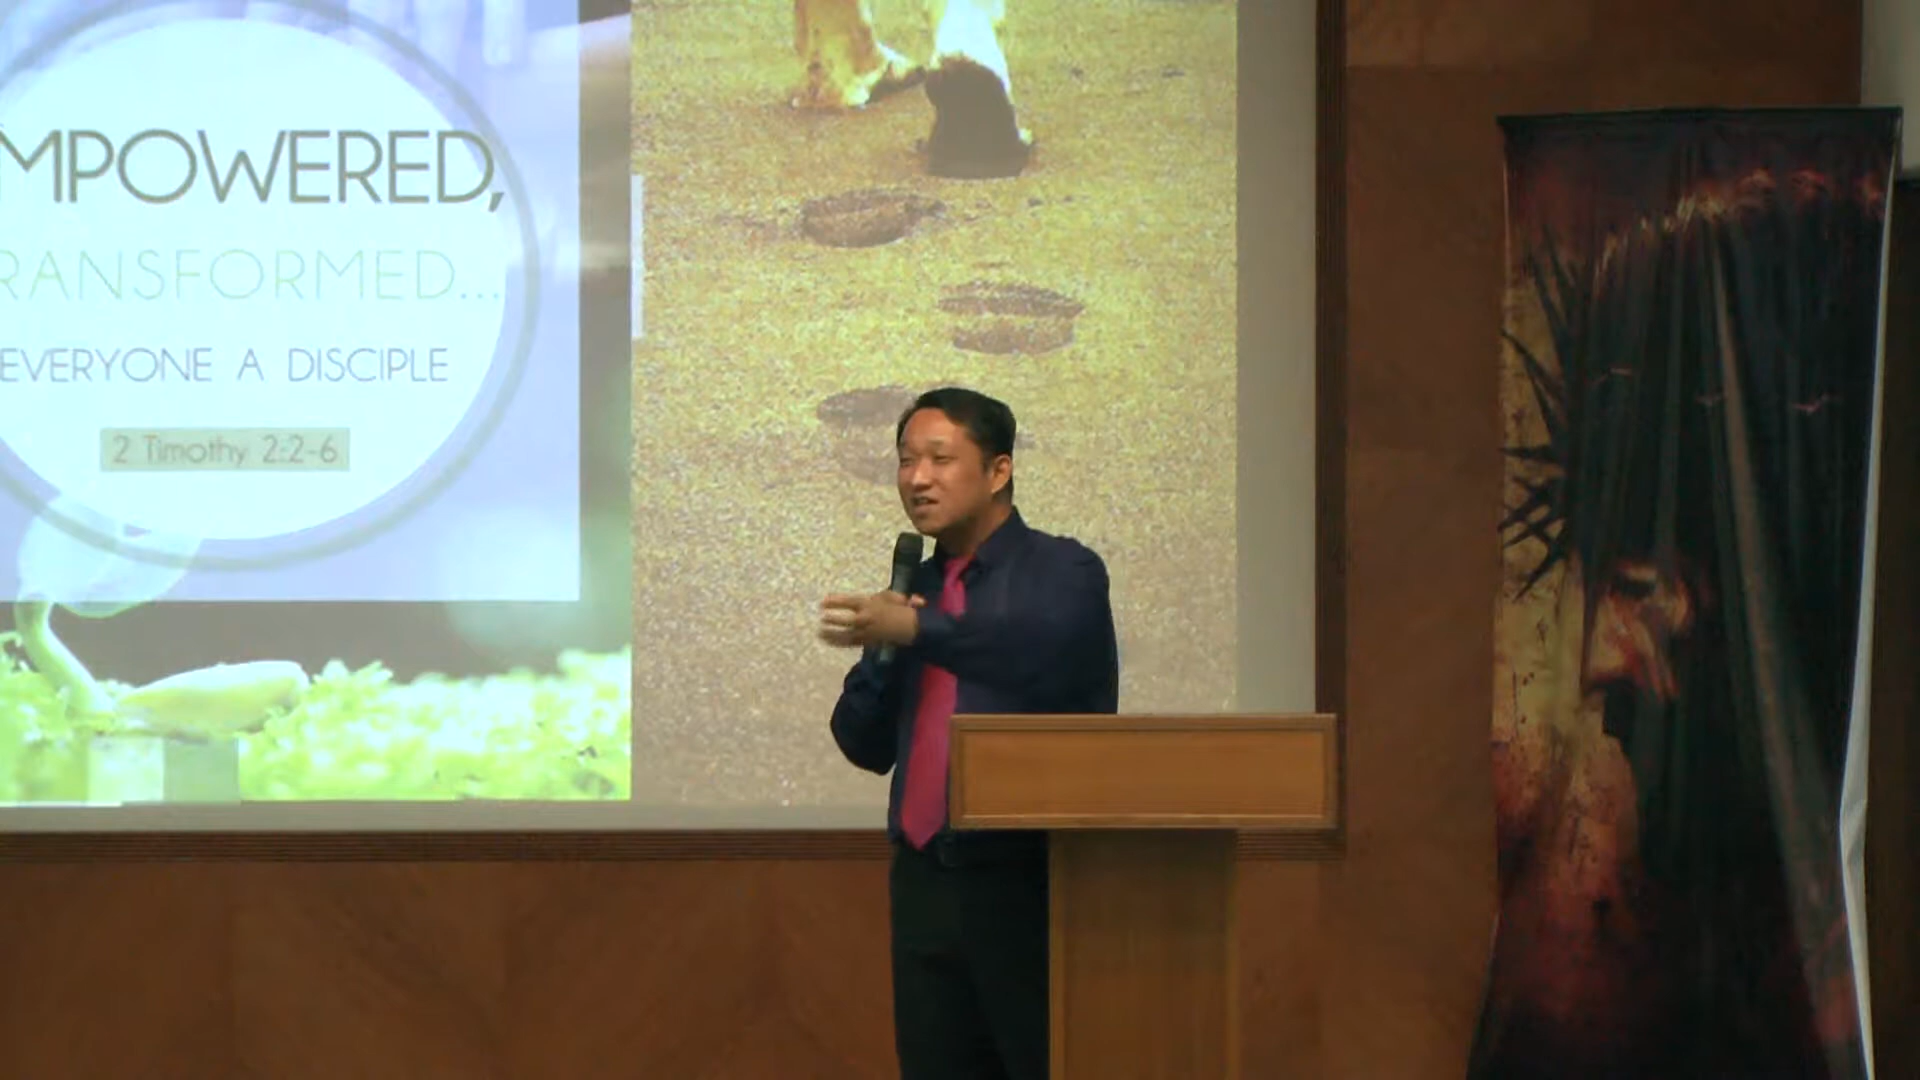 MPOWERED,
RANSFORMED...
EVERYONE A DISCIPLE
2 Timothy 2:2-6